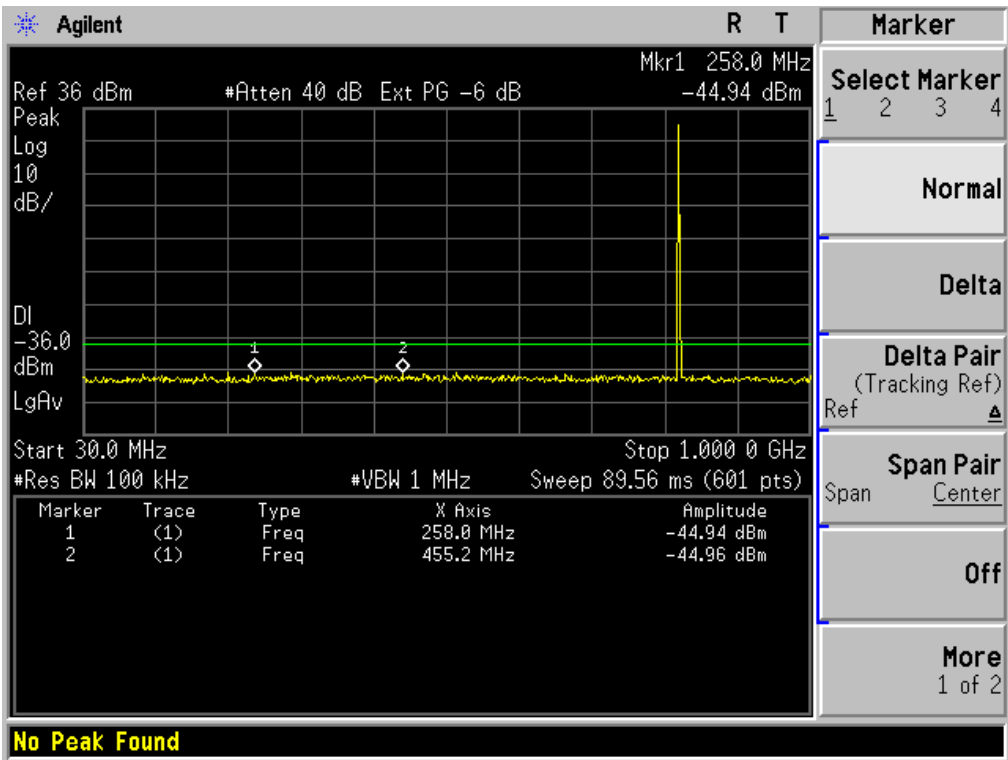 Agilent R T
Mkr1 258.0 MHz
Ref 36 dBm #Atten 40 dB Ext PG -6 dB -44.94 dBm
Peak
Log
10
dB/
DI
-36.0
dBm
LgAv
1 2
Start 30.0 MHz Stop 1.000 0 GHz
#Res BW 100 kHz #VBW 1 MHz Sweep 89.56 ms (601 pts)
Marker Trace Type X Axis Amplitude
1 (1) Freq 258.0 MHz -44.94 dBm
2 (1) Freq 455.2 MHz -44.96 dBm
No Peak Found
Marker
Select Marker
1 2 3 4
Normal
Delta
Delta Pair
(Tracking Ref)
Ref Δ
Span Pair
Span Center
Off
More
1 of 2